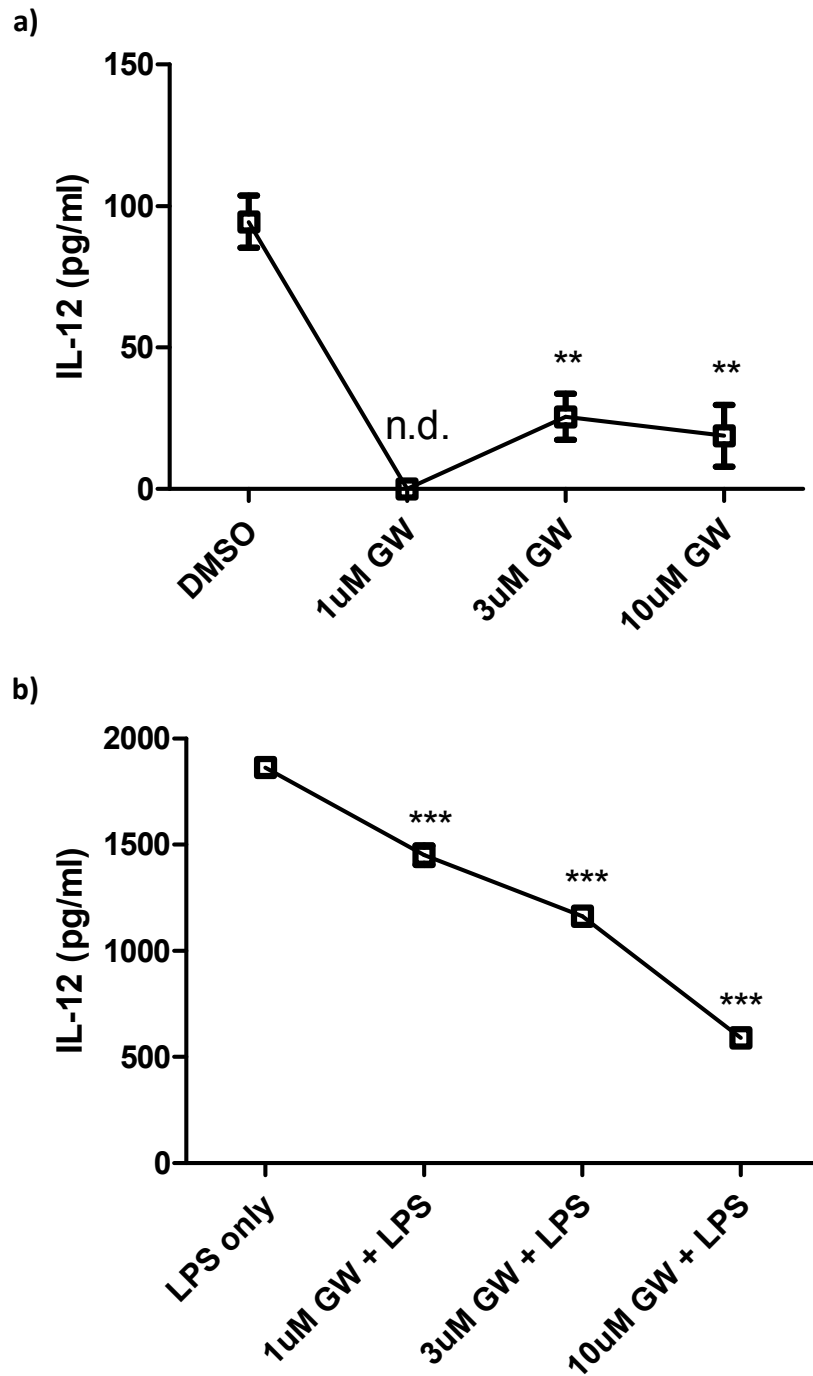 a)
150
100
50
0
IL-12 (pg/ml)
n.d.
**
**
DMSO
1uM GW
3uM GW
10uM GW
b)
2000
1500
1000
500
0
IL-12 (pg/ml)
***
***
***
LPS only
1uM GW + LPS
3uM GW + LPS
10uM GW + LPS